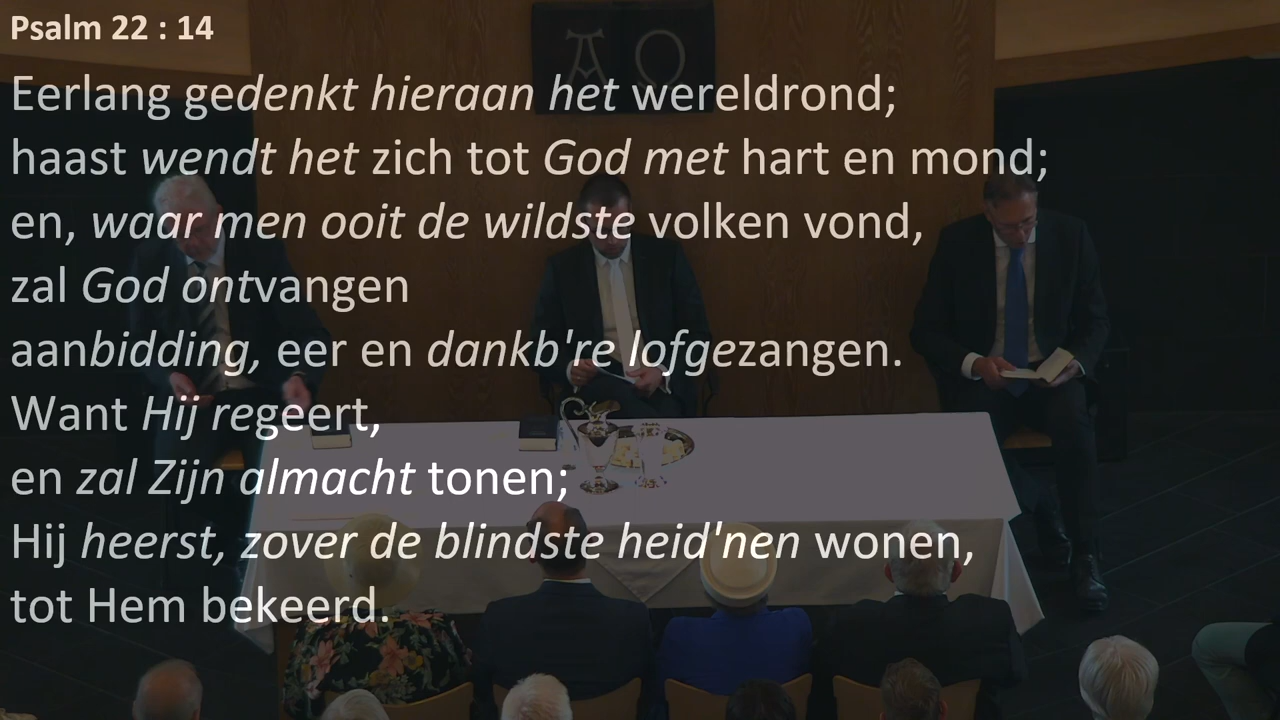 Psalm 22 : 14
A Ω
Eerlang gedenkt hieraan het wereldrond;
haast wendt het zich tot God met hart en mond;
en, waar men ooit de wildste volken vond,
zal God ontvangen
aanbidding, eer en dankb're lofgezangen.
Want Hij regeert,
en zal Zijn almacht tonen;
Hij heerst, zover de blindste heid'nen wonen,
tot Hem bekeerd.